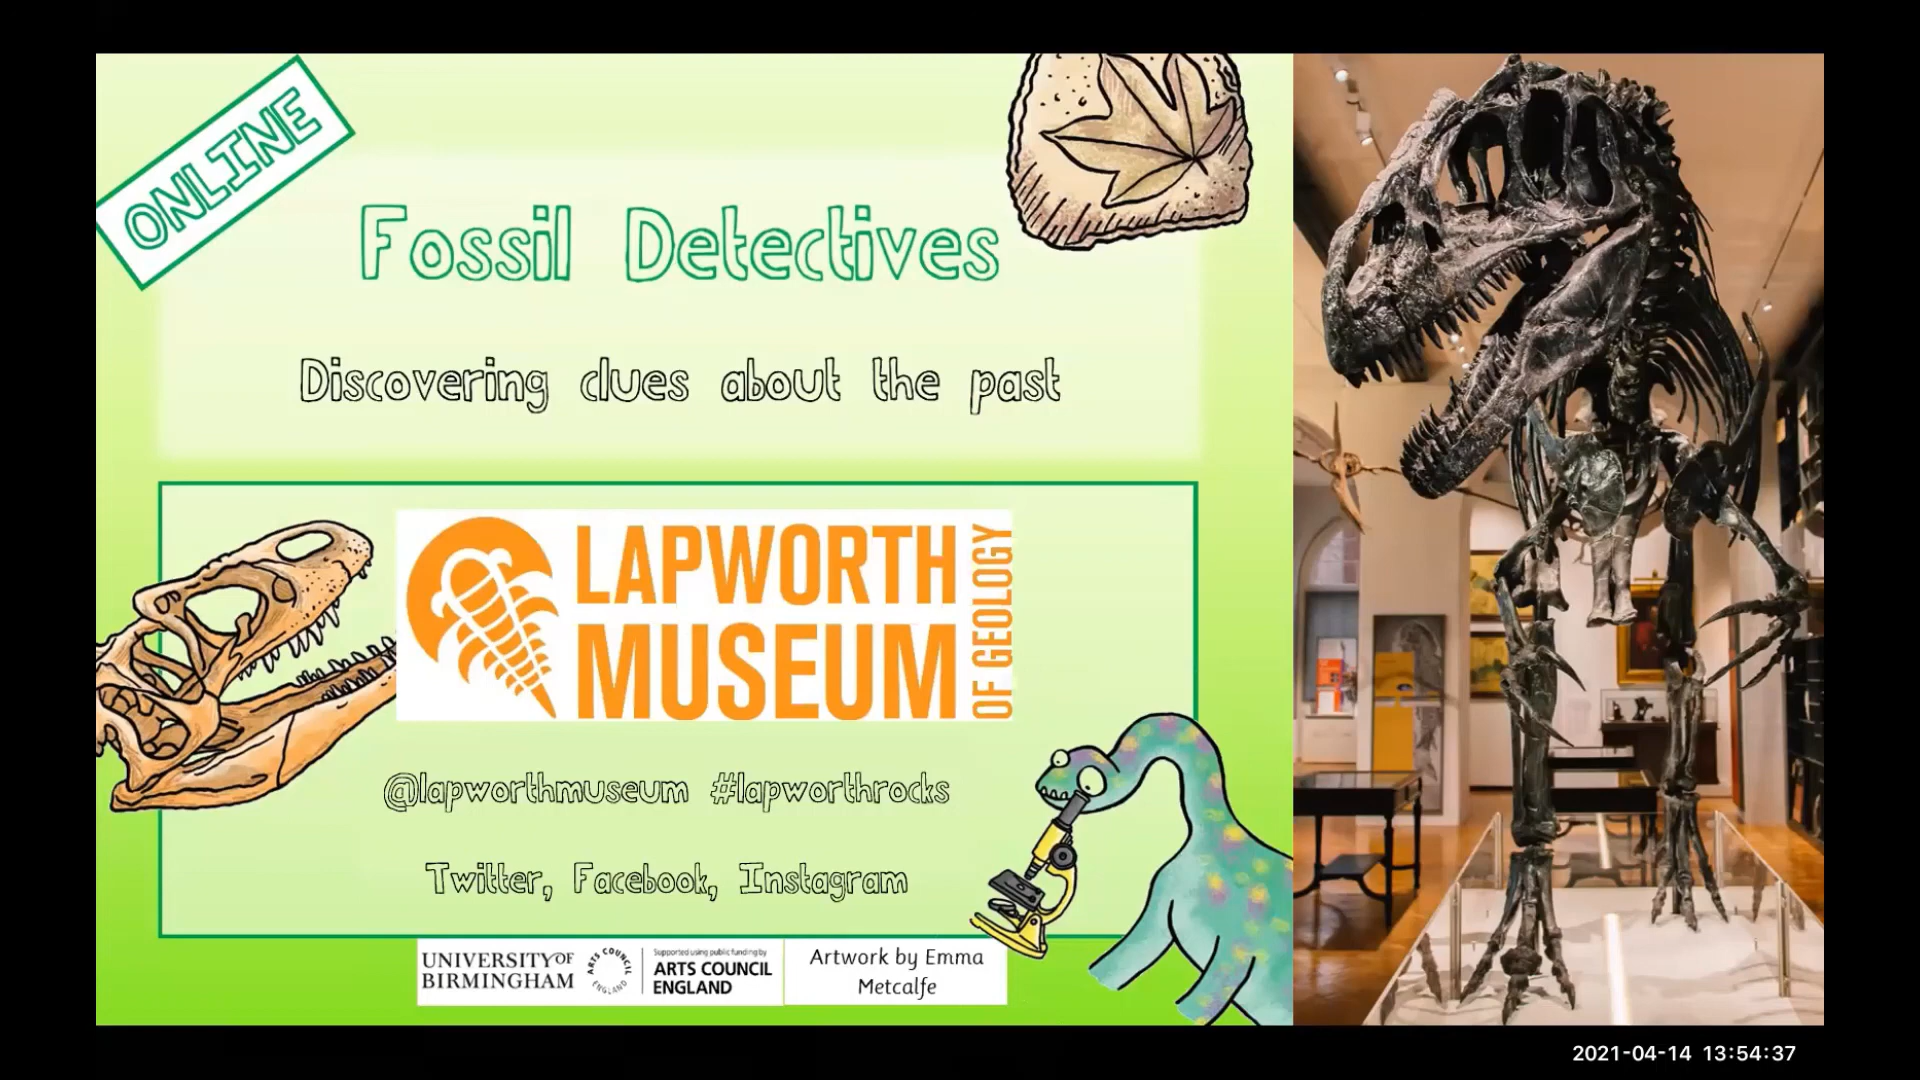 ONLINE
Fossil Detectives
Discovering clues about the past
LAPWORTH
MUSEUM
OF GEOLOGY
@lapworthmuseum #lapworthrocks
Twitter, Facebook, Instagram
UNIVERSITY OF
BIRMINGHAM
ARTS COUNCIL
ENGLAND
Supported using public funding by
ARTS COUNCIL
ENGLAND
Artwork by Emma
Metcalfe
2021-04-14 13:54:37